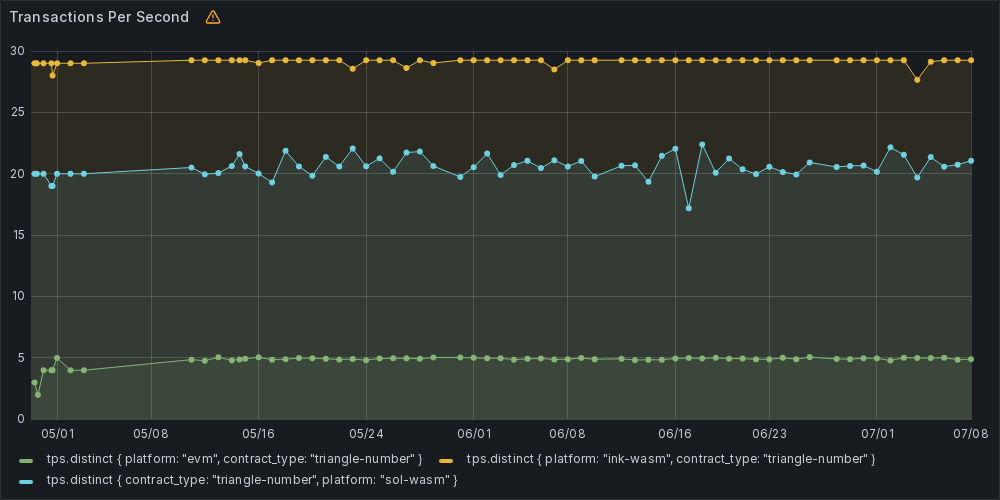 Transactions Per Second
30
25
20
15
10
5
0
05/01 05/08 05/16 05/24 06/01 06/08 06/16 06/23 07/01 07/08
tps.distinct { platform: "evm", contract_type: "triangle-number" } tps.distinct { platform: "ink-wasm", contract_type: "triangle-number" }
tps.distinct { contract_type: "triangle-number", platform: "sol-wasm" }